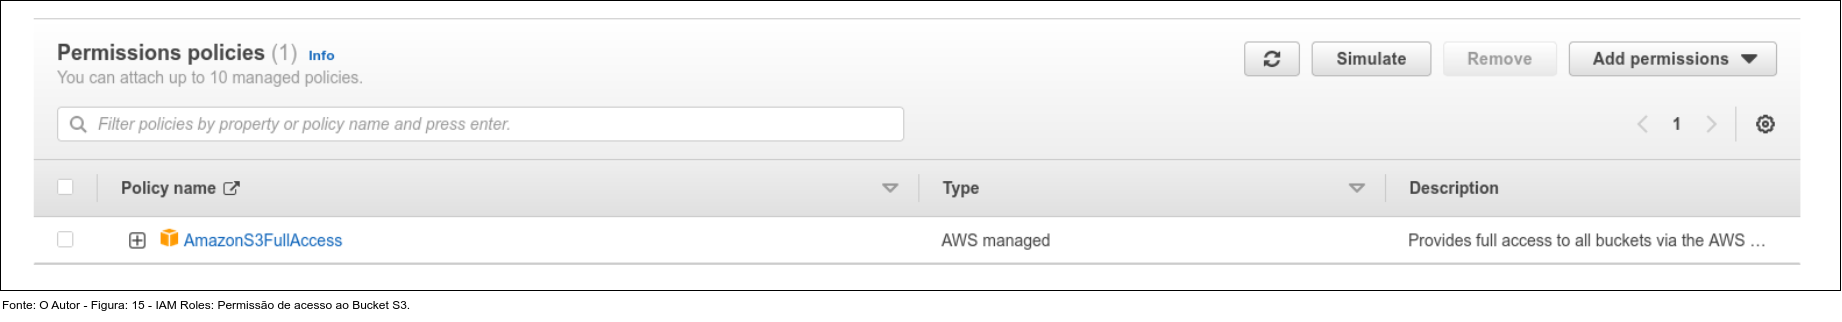 Permissions policies (1) Info
You can attach up to 10 managed policies.
Simulate Remove Add permissions
Filter policies by property or policy name and press enter.
1
Policy name Type Description
AmazonS3FullAccess AWS managed Provides full access to all buckets via the AWS ...
Fonte: O Autor - Figura: 15 - IAM Roles: Permissão de acesso ao Bucket S3.